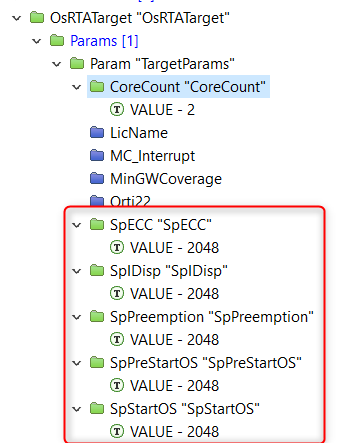 OsRTATarget "OsRTATarget"
Params [1]
Param "TargetParams"
CoreCount "CoreCount"
T VALUE - 2
LicName
MC_Interrupt
MinGWCoverage
Orti22
SpECC "SpECC"
T VALUE - 2048
SpIDisp "SpIDisp"
T VALUE - 2048
SpPreemption "SpPreemption"
T VALUE - 2048
SpPreStartOS "SpPreStartOS"
T VALUE - 2048
SpStartOS "SpStartOS"
T VALUE - 2048